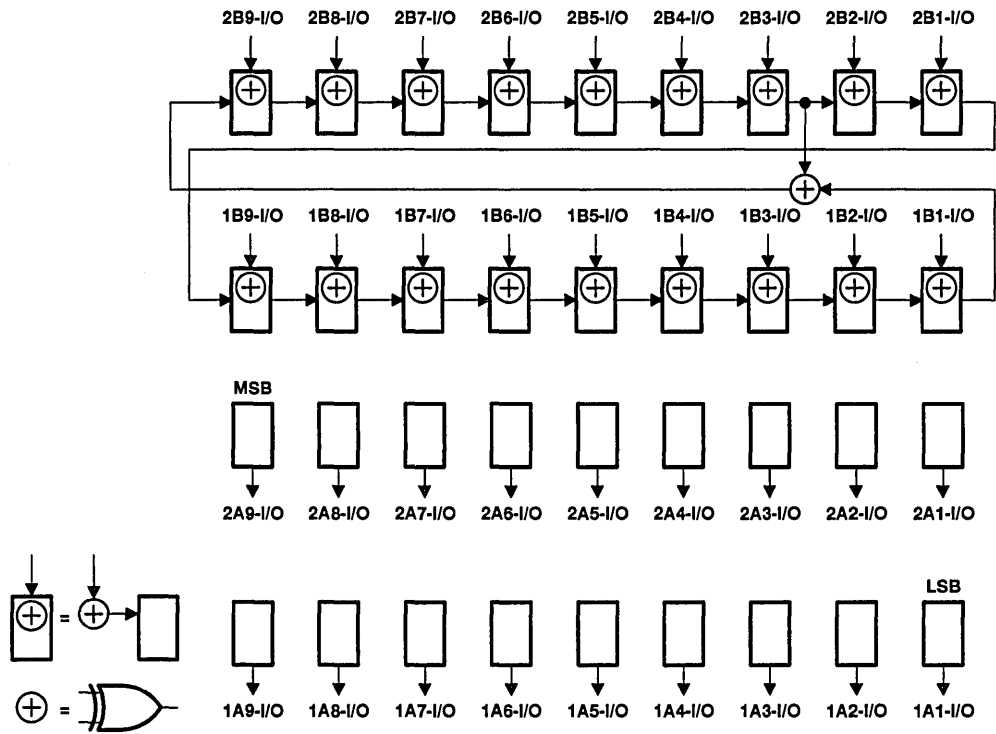 2B9-I/O 2B8-I/O 2B7-I/O 2B6-I/O 2B5-I/O 2B4-I/O 2B3-I/O 2B2-I/O 2B1-I/O
1B9-I/O 1B8-I/O 1B7-I/O 1B6-I/O 1B5-I/O 1B4-I/O 1B3-I/O 1B2-I/O 1B1-I/O
MSB
2A9-I/O 2A8-I/O 2A7-I/O 2A6-I/O 2A5-I/O 2A4-I/O 2A3-I/O 2A2-I/O 2A1-I/O
LSB
=
=
1A9-I/O 1A8-I/O 1A7-I/O 1A6-I/O 1A5-I/O 1A4-I/O 1A3-I/O 1A2-I/O 1A1-I/O